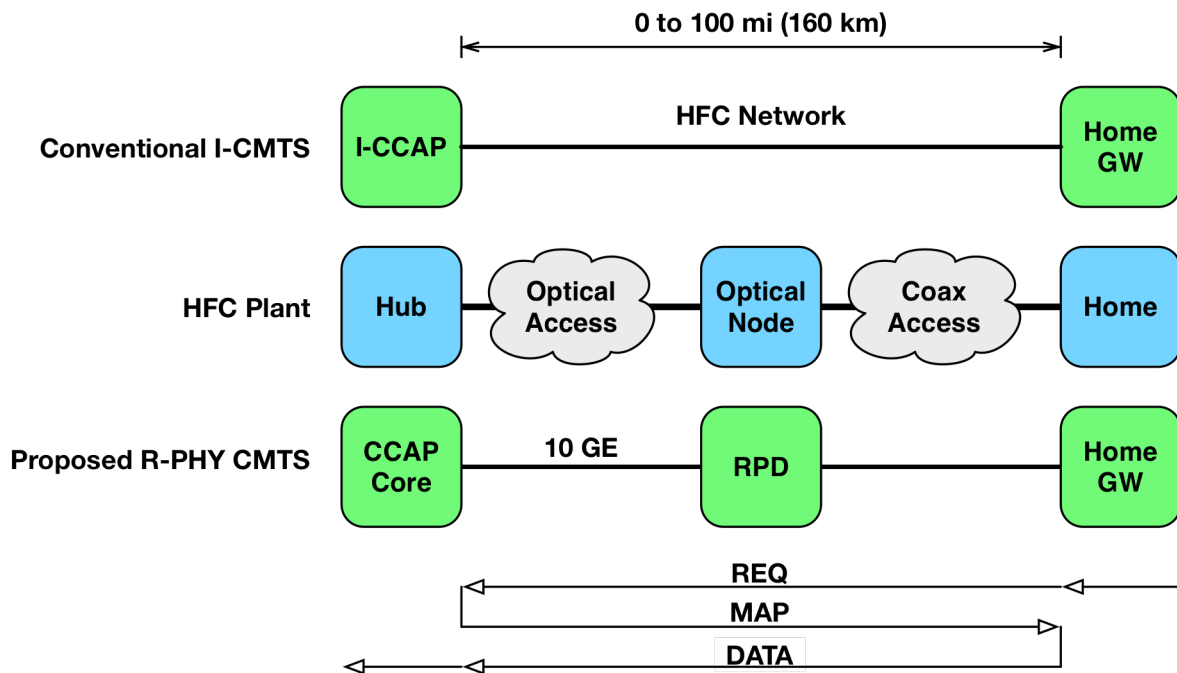 0 to 100 mi (160 km)
Conventional I-CMTS
I-CCAP
HFC Network
Home
GW
HFC Plant
Hub
Optical
Access
Optical
Node
Coax
Access
Home
Proposed R-PHY CMTS
CCAP
Core
10 GE
RPD
Home
GW
REQ
MAP
DATA